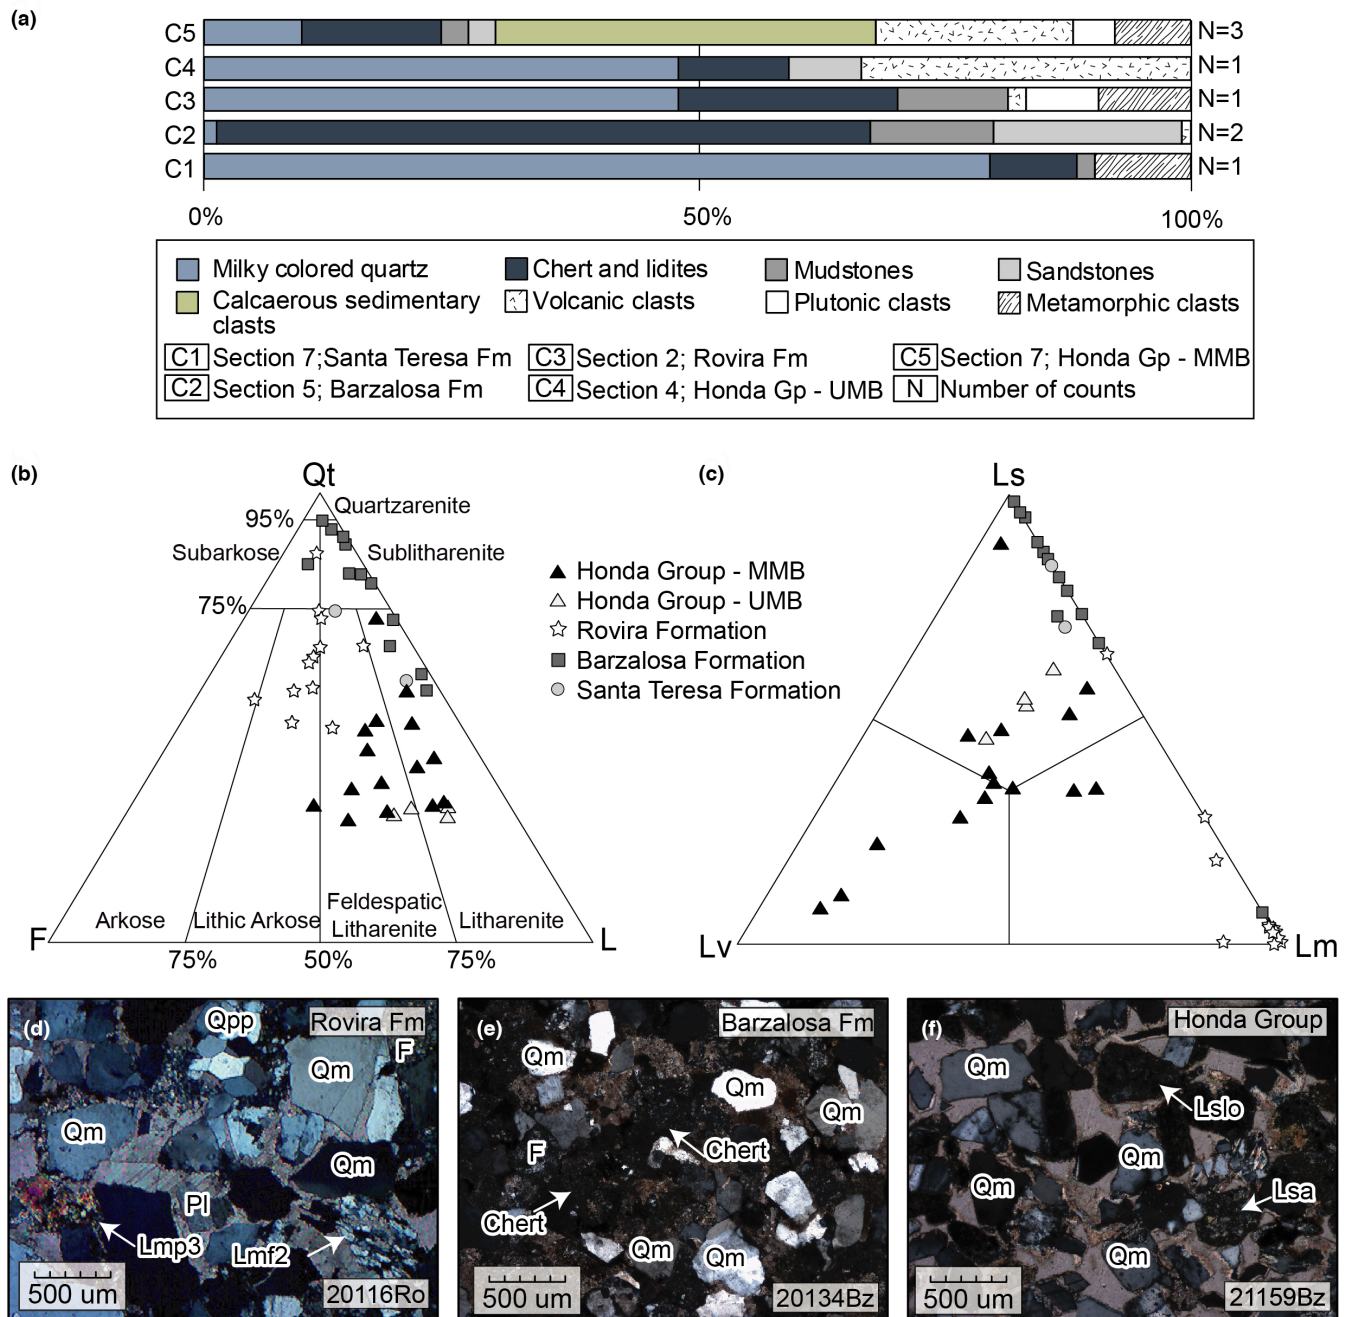 (a)
C5 N=3
C4 N=1
C3 N=1
C2 N=2
C1 N=1
0% 50% 100%
Milky colored quartz Chert and lidites Mudstones Sandstones
Calcaerous sedimentary Volcanic clasts Plutonic clasts Metamorphic clasts
clasts
C1 Section 7;Santa Teresa Fm C3 Section 2; Rovira Fm C5 Section 7; Honda Gp - MMB
C2 Section 5; Barzalosa Fm C4 Section 4; Honda Gp - UMB N Number of counts
(b)
Qt
Quartzarenite
95%
Subarkose Sublitharenite
75%
Arkose Lithic Arkose Feldespatic
Litharenite
Litharenite
F L
75% 50% 75%
Honda Group - MMB
Honda Group - UMB
Rovira Formation
Barzalosa Formation
Santa Teresa Formation
(c)
Ls
Lv Lm
(d)
Qpp
Rovira Fm
F
Qm
Qm
Qm
Pl
Lmp3
Lmf2
500 um
20116Ro
(e)
Barzalosa Fm
Qm
Qm
Qm
F
Chert
Chert
Qm
Qm
500 um
20134Bz
(f)
Honda Group
Qm
Lslo
Qm
Qm
Lsa
Qm
500 um
21159Bz